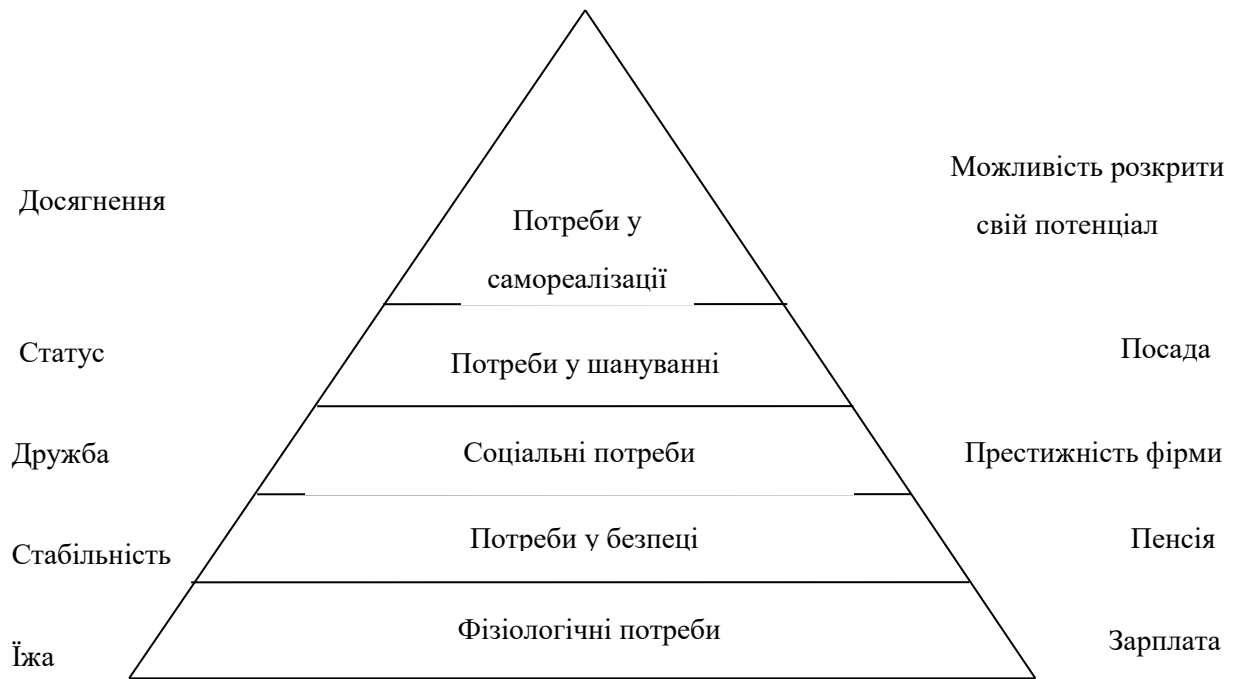 Можливість розкрити
Досягнення
Потреби у
свій потенціал
самореалізації
Статус
Потреби у шануванні
Посада
Дружба
Соціальні потреби
Престижність фірми
Стабільність
Потреби у безпеці
Пенсія
Їжа
Фізіологічні потреби
Зарплата